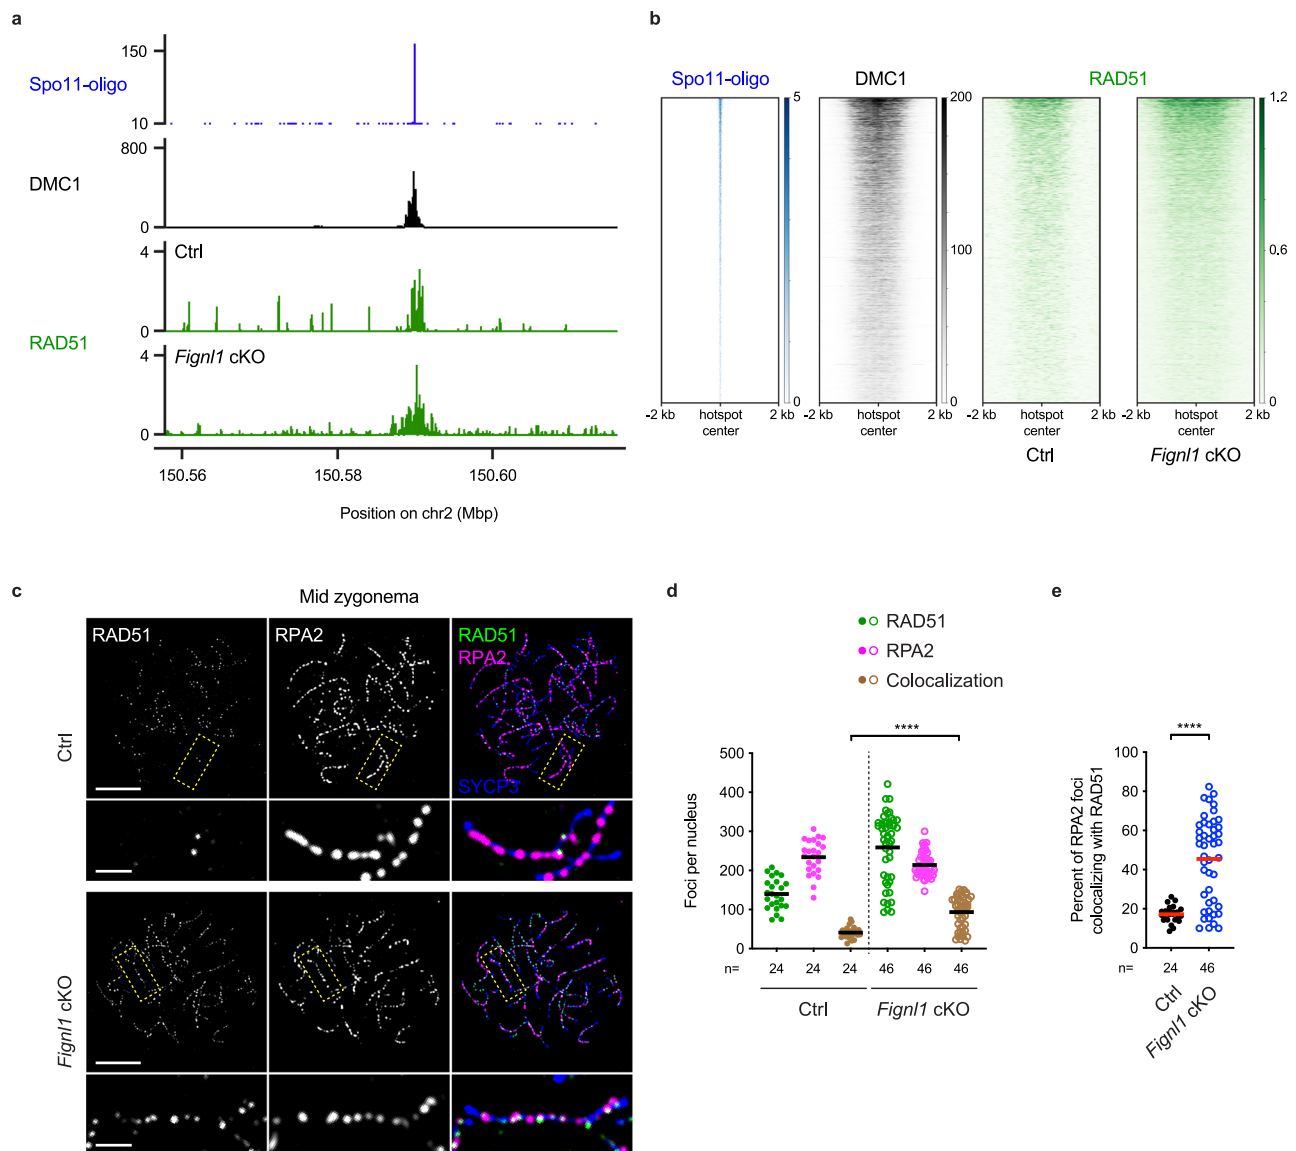 a
150
Spo11-oligo
10
800
DMC1
0
4
Ctrl
0
RAD51
4
Fignl1 cKO
0
150.56 150.58 150.60
Position on chr2 (Mbp)
b
Spo11-oligo DMC1 RAD51
5 200 1.2
100 0.6
0 0 0
-2 kb hotspot center 2 kb -2 kb hotspot center 2 kb -2 kb hotspot center 2 kb -2 kb hotspot center 2 kb
Ctrl Fignl1 cKO
c
Mid zygonema
RAD51 RPA2 RAD51
RPA2
SYCP3
Ctrl
Fignl1 cKO
d
RAD51
RPA2
Colocalization
****
500
400
300
200
100
0
Foci per nucleus
n= 24 24 24 46 46 46
Ctrl Fignl1 cKO
e
****
100
80
60
40
20
0
Percent of RPA2 foci
colocalizing with RAD51
n= 24 46
Ctrl
Fignl1 cKO